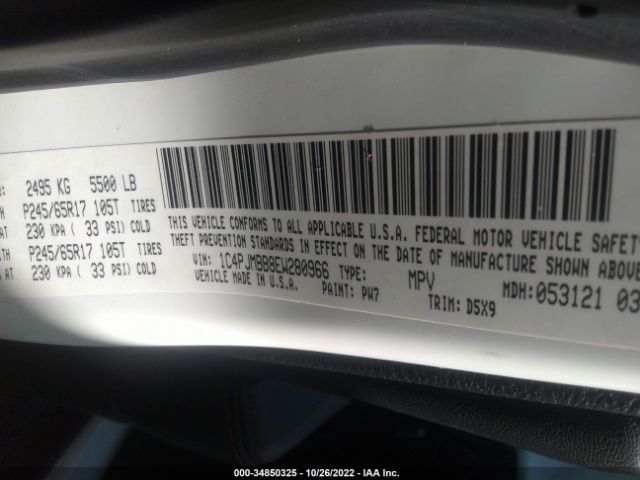 2495 KG 5500 LB
P245/65R17 105T TIRES
230 KPA ( 33 PSI) COLD
P245/65R17 105T TIRES
230 KPA ( 33 PSI) COLD
THIS VEHICLE CONFORMS TO ALL APPLICABLE U.S.A. FEDERAL MOTOR VEHICLE SAFETY
THEFT PREVENTION STANDARDS IN EFFECT ON THE DATE OF MANUFACTURE SHOWN ABOVE
VIN: 1C4PJMBB8EW280966 TYPE: MPV MDH: 053121 03
VEHICLE MADE IN U.S.A. PAINT: PW7 TRIM: D5X9
000-34850325 | 10/26/2022 | IAA Inc.